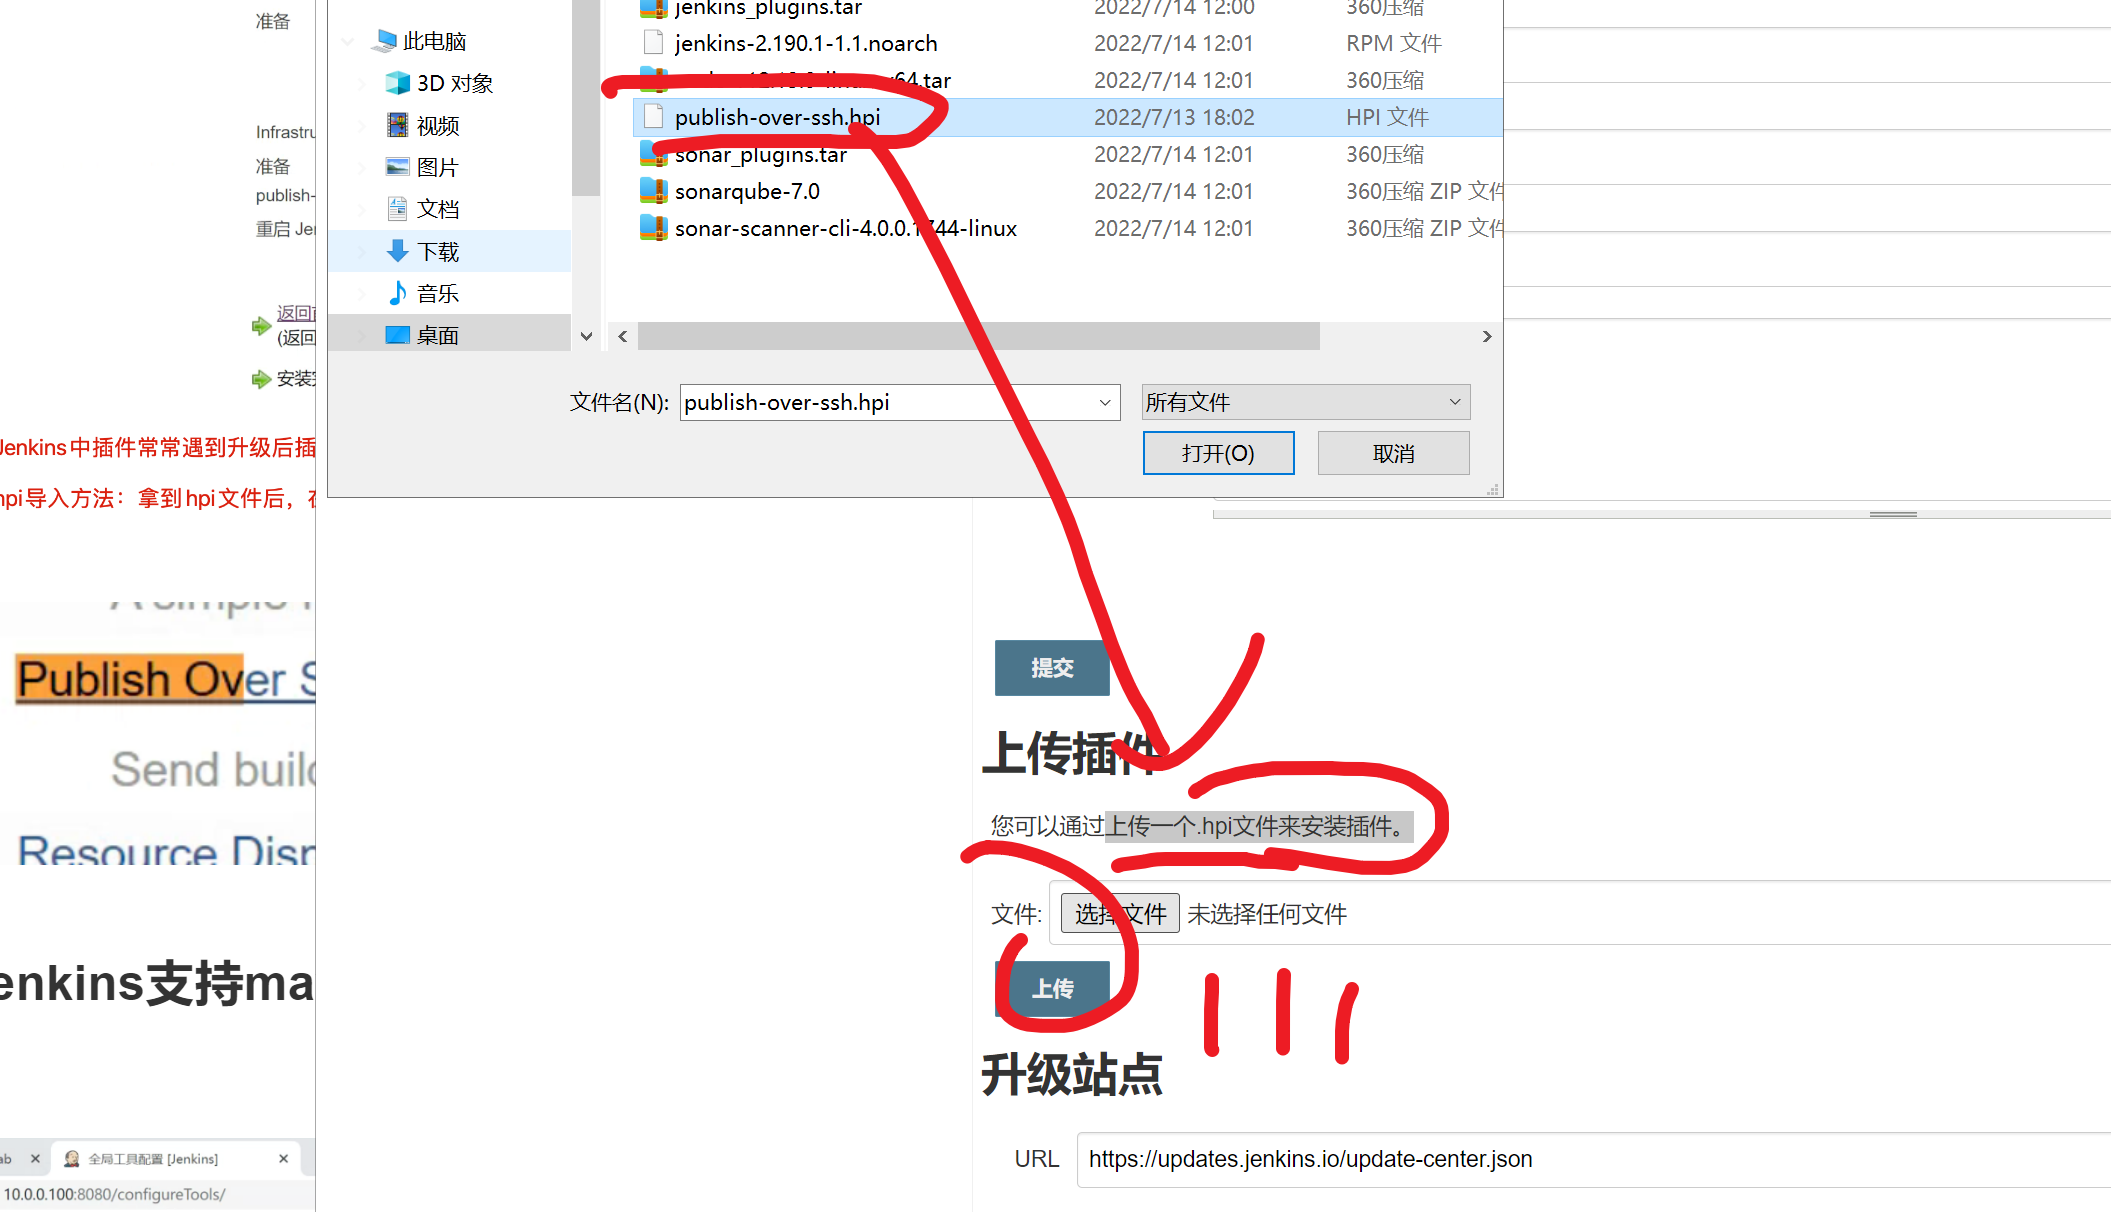 准备
Infrastru
准备
publish-
重启 Je
返回
(返回
安装
Jenkins中插件常常遇到升级后插
hpi导入方法：拿到hpi文件后，
Publish Over S
Send buil
Resource Disp
enkins支持ma
ab
全局工具配置 [Jenkins]
10.0.0.100:8080/configureTools/
此电脑
3D 对象
视频
图片
文档
下载
音乐
桌面
jenkins_plugins.tar 2022/7/14 12:00 360压缩
jenkins-2.190.1-1.1.noarch 2022/7/14 12:01 RPM 文件
64.tar 2022/7/14 12:01 360压缩
publish-over-ssh.hpi 2022/7/13 18:02 HPI 文件
sonar_plugins.tar 2022/7/14 12:01 360压缩
sonarqube-7.0 2022/7/14 12:01 360压缩 ZIP 文件
sonar-scanner-cli-4.0.0.1744-linux 2022/7/14 12:01 360压缩 ZIP 文件
文件名(N): publish-over-ssh.hpi 所有文件
打开(O) 取消
提交
上传插件
您可以通过上传一个.hpi文件来安装插件。
文件: 选择文件 未选择任何文件
上传
升级站点
URL https://updates.jenkins.io/update-center.json